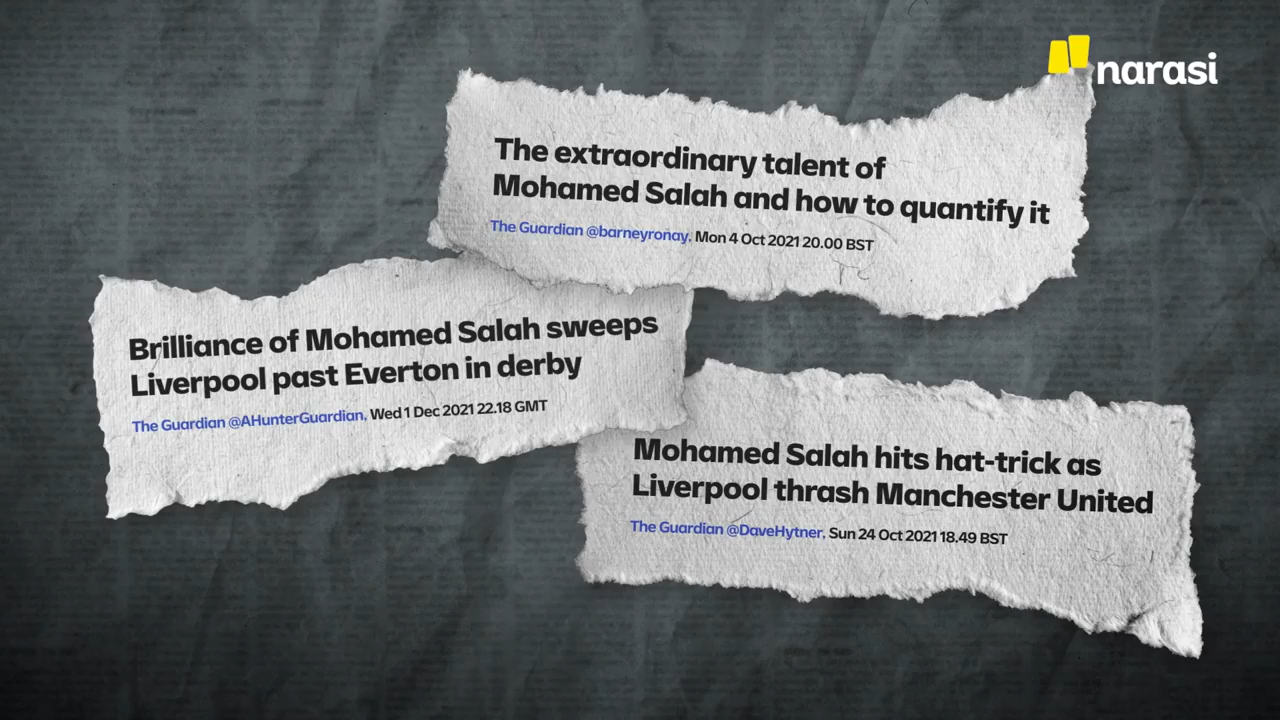 narasi
The extraordinary talent of
Mohamed Salah and how to quantify it
The Guardian @barneyronay, Mon 4 Oct 2021 20.00 BST
Brilliance of Mohamed Salah sweeps
Liverpool past Everton in derby
The Guardian @AHunterGuardian, Wed 1 Dec 2021 22.18 GMT
Mohamed Salah hits hat-trick as
Liverpool thrash Manchester United
The Guardian @DaveHytner, Sun 24 Oct 2021 18.49 BST